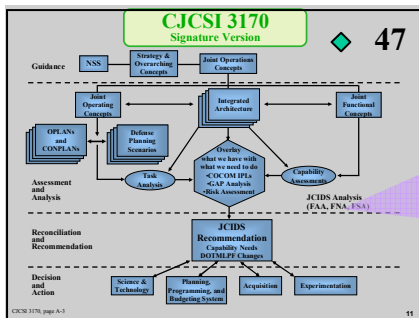 CJCSI 3170
Signature Version
47
Guidance
NSS
Strategy &
Overarching
Concepts
Joint Operations
Concepts
Joint
Operating
Concepts
Integrated
Architecture
Joint
Functional
Concepts
OPLANs
and
CONPLANs
Defense
Planning
Scenarios
Overlay
what we have with
what we need to do
•COCOM IPLs
•GAP Analysis
•Risk Assessment
Task
Analysis
Capability
Assessments
Assessment
and
Analysis
JCIDS Analysis
(FAA, FNA, FSA)
Reconciliation
and
Recommendation
JCIDS
Recommendation
Capability Needs
DOTMLPF Changes
Decision
and
Action
Science &
Technology
Planning,
Programming, and
Budgeting System
Acquisition
Experimentation
CJCSI 3170, page A-3
11